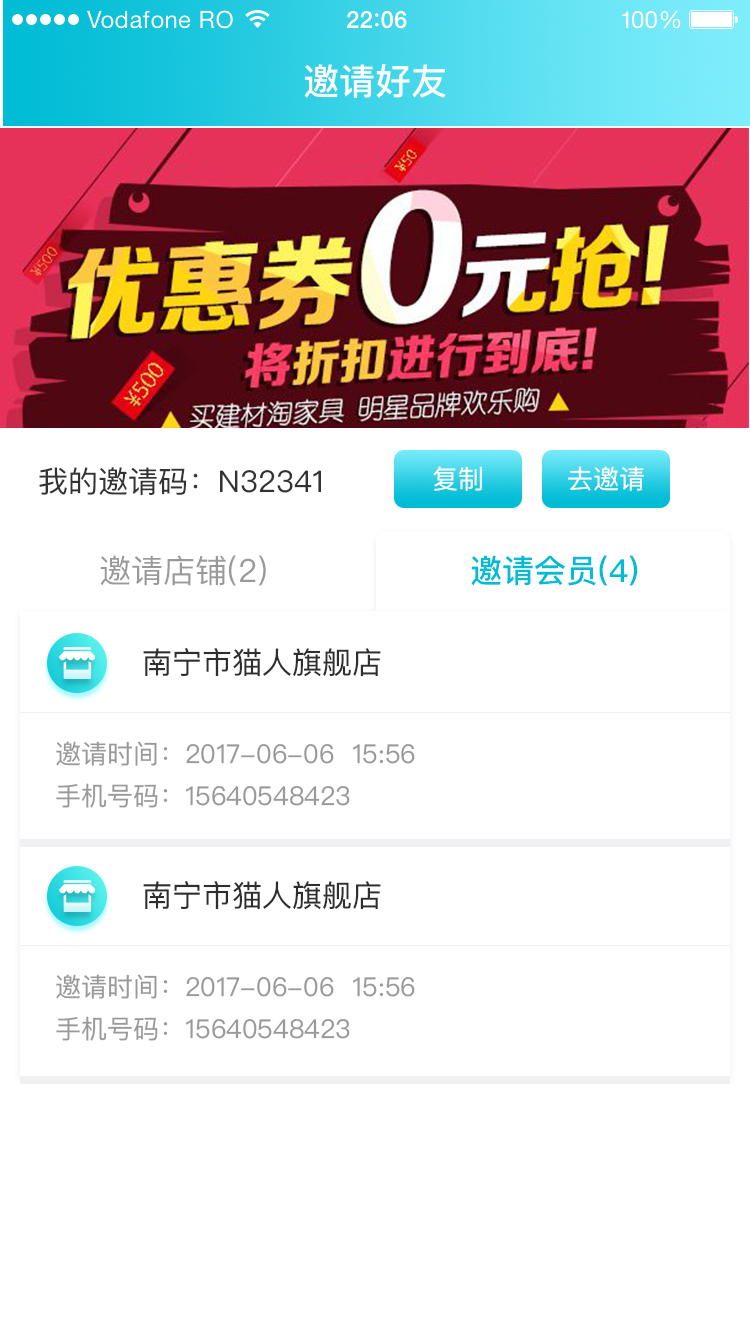 Vodafone RO 22:06 100%
邀请好友
¥50
¥500
优惠券0元抢!
将折扣进行到底!
¥500
买建材淘家具 明星品牌欢乐购
我的邀请码：N32341 复制 去邀请
邀请店铺(2) 邀请会员(4)
南宁市猫人旗舰店
邀请时间：2017-06-06 15:56
手机号码：15640548423
南宁市猫人旗舰店
邀请时间：2017-06-06 15:56
手机号码：15640548423